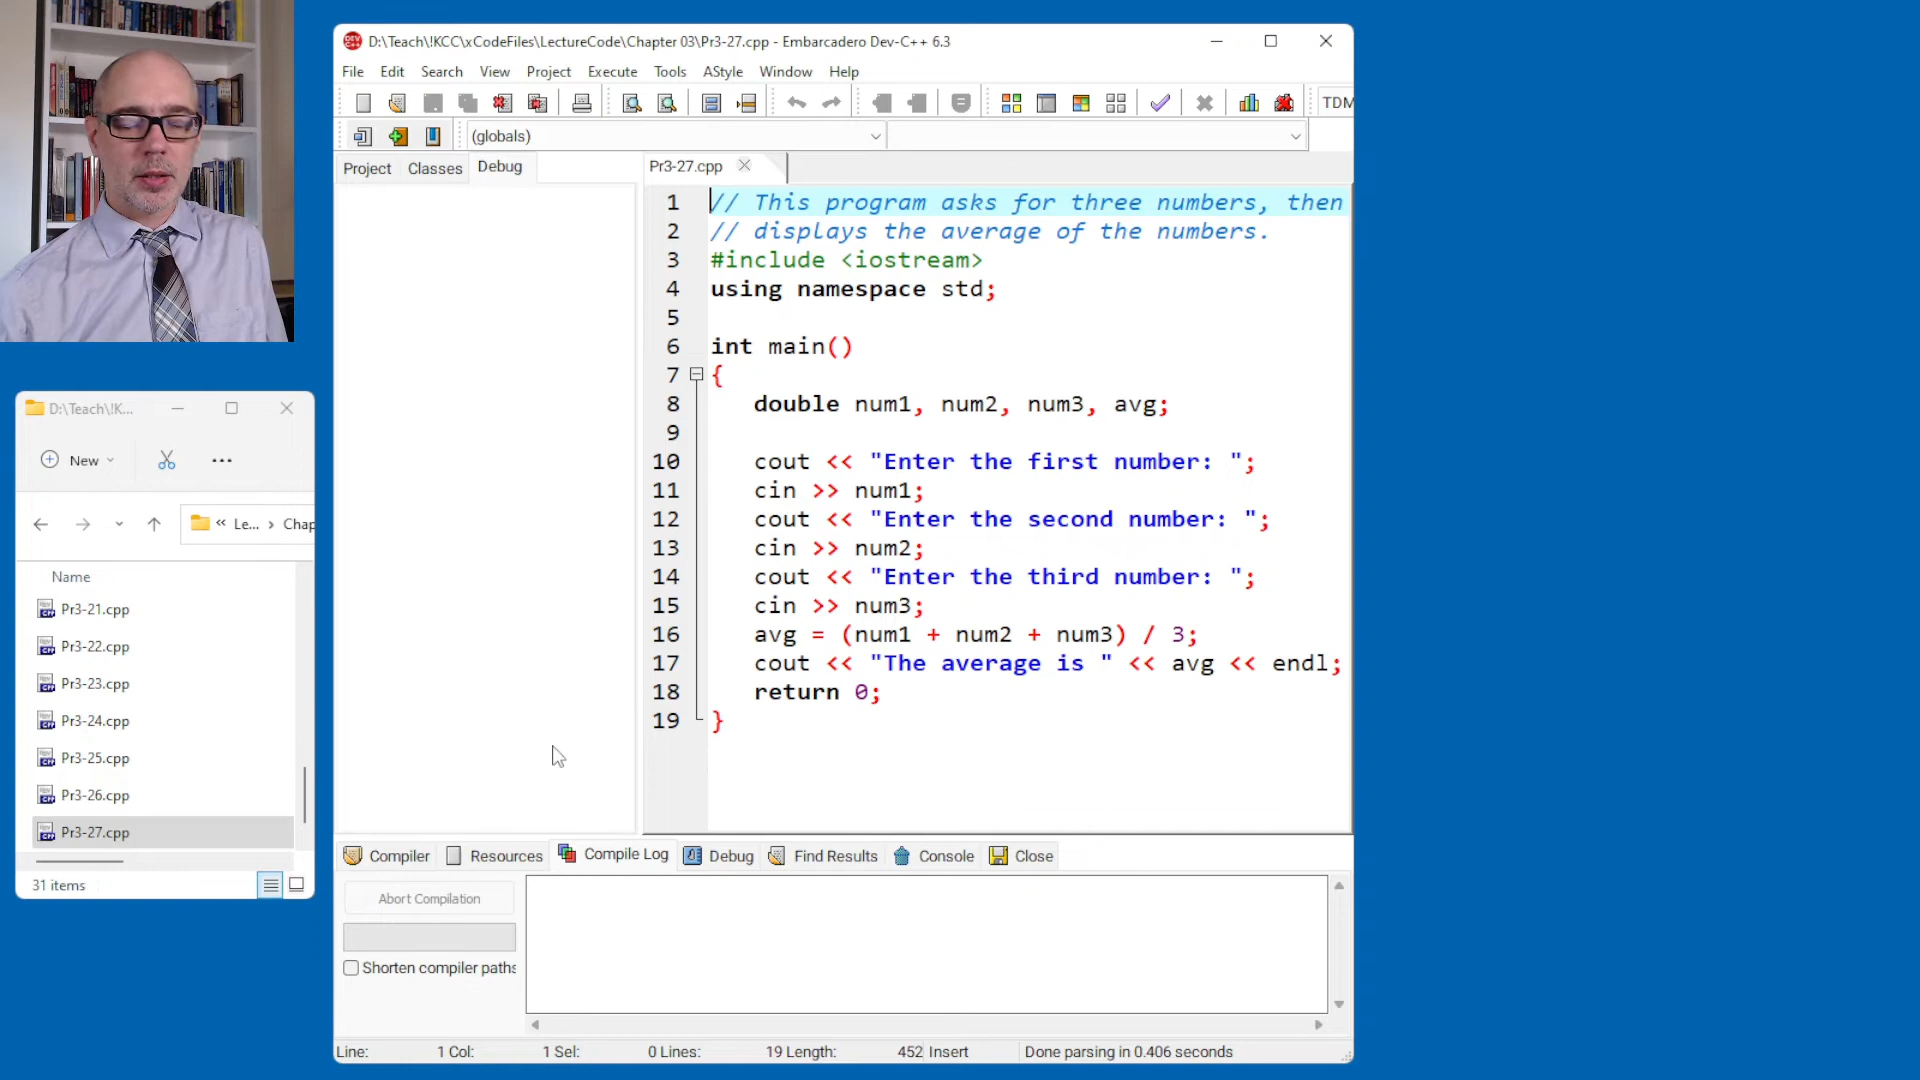 D:\Teach\!KCC\xCodeFiles\LectureCode\Chapter 03\Pr3-27.cpp - Embarcadero Dev-C++ 6.3
File Edit Search View Project Execute Tools AStyle Window Help
TDM
(globals)
Project Classes Debug
Pr3-27.cpp
1 // This program asks for three numbers, then
2 // displays the average of the numbers.
3 #include <iostream>
4 using namespace std;
5
6 int main()
7 {
8 double num1, num2, num3, avg;
9
10 cout << "Enter the first number: ";
11 cin >> num1;
12 cout << "Enter the second number: ";
13 cin >> num2;
14 cout << "Enter the third number: ";
15 cin >> num3;
16 avg = (num1 + num2 + num3) / 3;
17 cout << "The average is " << avg << endl;
18 return 0;
19 }
D:\Teach\!K...
New
« Le... > Chap
Name
Pr3-21.cpp
Pr3-22.cpp
Pr3-23.cpp
Pr3-24.cpp
Pr3-25.cpp
Pr3-26.cpp
Pr3-27.cpp
31 items
Compiler Resources Compile Log Debug Find Results Console Close
Abort Compilation
Shorten compiler paths
Line: 1 Col: 1 Sel: 0 Lines: 19 Length: 452 Insert Done parsing in 0.406 seconds